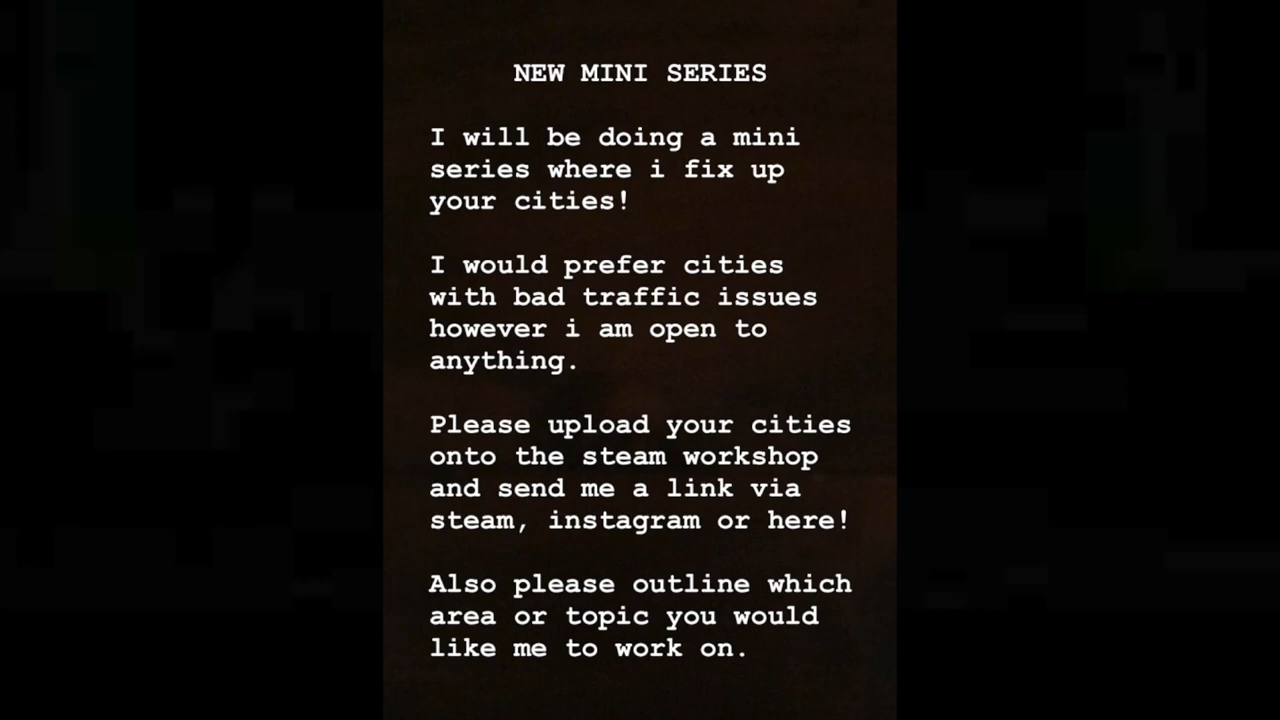 NEW MINI SERIES
I will be doing a mini
series where i fix up
your cities!
I would prefer cities
with bad traffic issues
however i am open to
anything.
Please upload your cities
onto the steam workshop
and send me a link via
steam, instagram or here!
Also please outline which
area or topic you would
like me to work on.